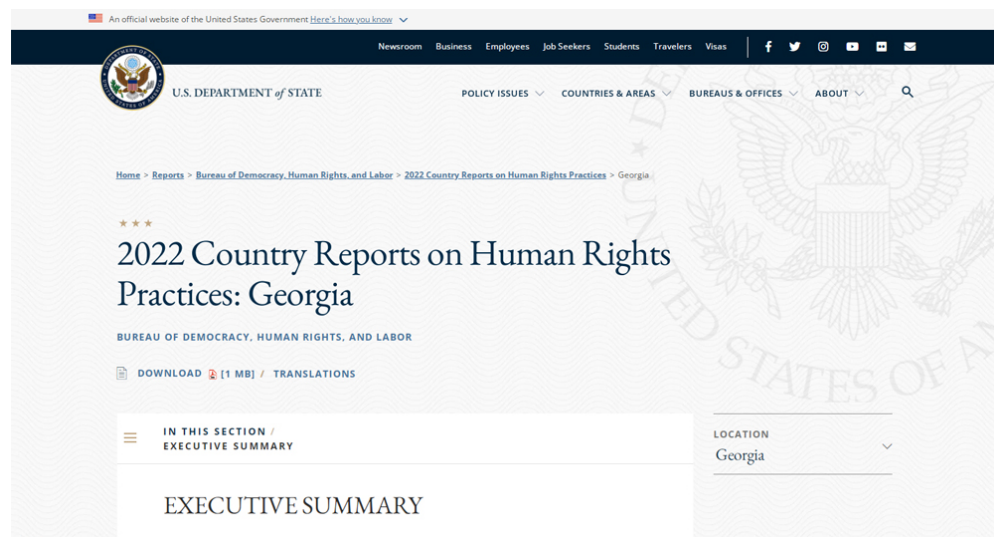 An official website of the United States Government Here's how you know
Newsroom Business Employees Job Seekers Students Travelers Visas
U.S. DEPARTMENT of STATE
POLICY ISSUES COUNTRIES & AREAS BUREAUS & OFFICES ABOUT
Home > Reports > Bureau of Democracy, Human Rights, and Labor > 2022 Country Reports on Human Rights Practices > Georgia
2022 Country Reports on Human Rights
Practices: Georgia
BUREAU OF DEMOCRACY, HUMAN RIGHTS, AND LABOR
DOWNLOAD [1 MB] / TRANSLATIONS
IN THIS SECTION /
EXECUTIVE SUMMARY
LOCATION
Georgia
EXECUTIVE SUMMARY
UNITED STATES OF